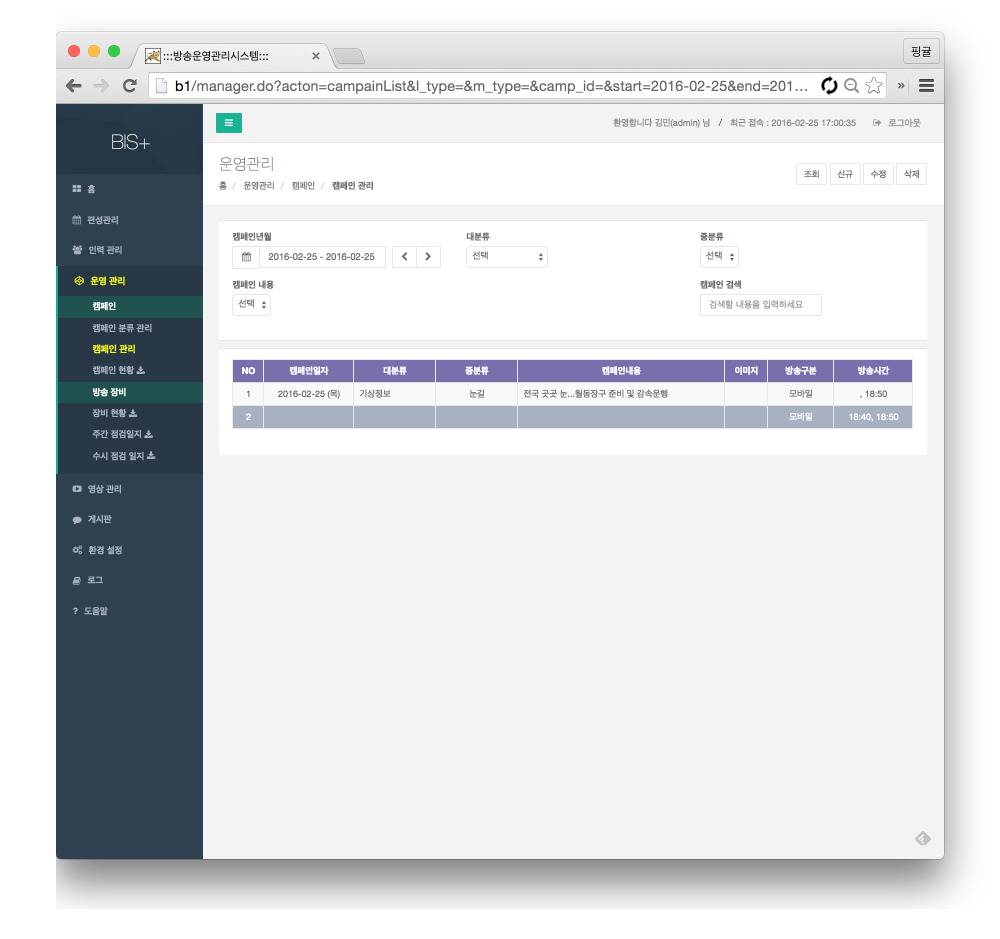 :::방송운영관리시스템:::
핑귤
b1/manager.do?acton=campainList&l_type=&m_type=&camp_id=&start=2016-02-25&end=201...
BIS+
환영합니다 김민(admin) 님 / 최근 접속 : 2016-02-25 17:00:35 로그아웃
운영관리
홈 / 운영관리 / 캠페인 / 캠페인 관리
조회 신규 수정 삭제
홈
편성관리
인력 관리
운영 관리
캠페인
캠페인 분류 관리
캠페인 관리
캠페인 현황
방송 장비
장비 현황
주간 점검일지
수시 점검 일지
영상 관리
게시판
환경 설정
로그
? 도움말
캠페인년월
2016-02-25 - 2016-02-25
대분류
선택
중분류
선택
캠페인 내용
선택
캠페인 검색
검색할 내용을 입력하세요
NO 캠페인일자 대분류 중분류 캠페인내용 이미지 방송구분 방송시간
1 2016-02-25 (목) 기상정보 눈길 전국 곳곳 눈...월동장구 준비 및 감속운행 모바일 , 18:50
2 모바일 18:40, 18:50